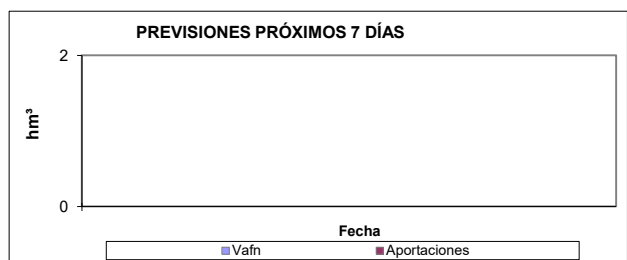 PREVISIONES PRÓXIMOS 7 DÍAS
2
hm³
0
Fecha
Vafn
Aportaciones